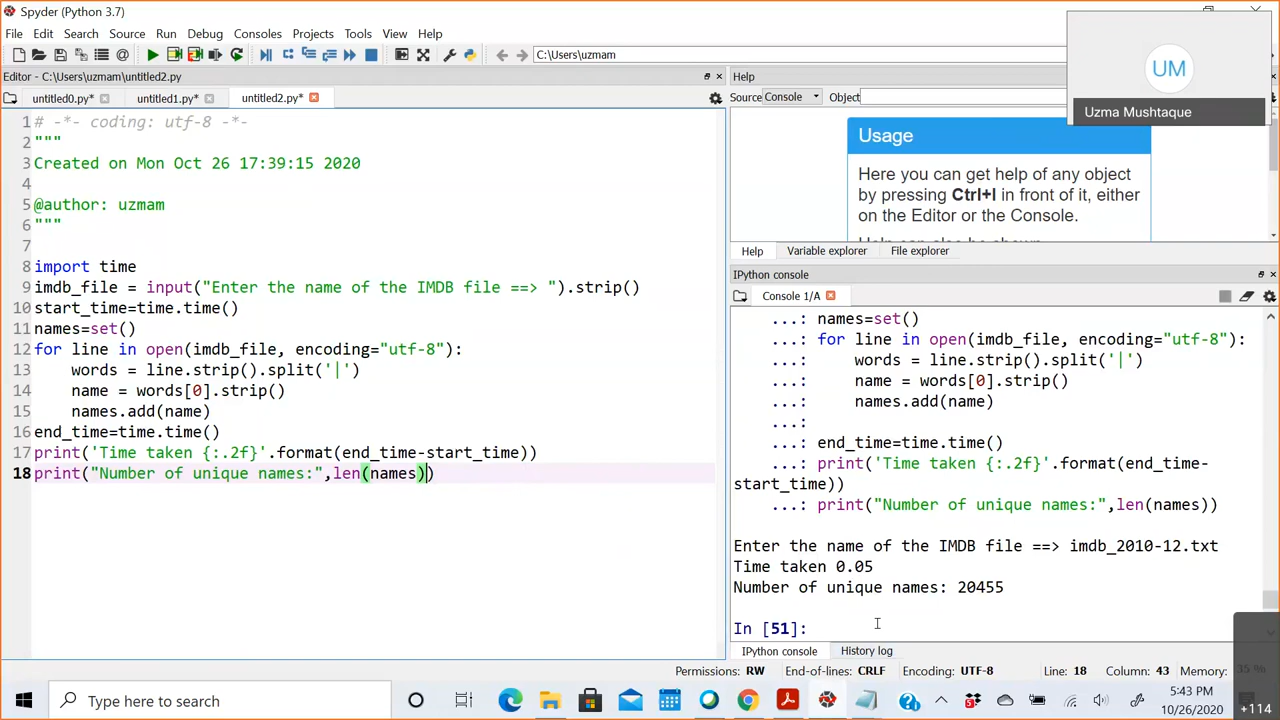 Spyder (Python 3.7)
File Edit Search Source Run Debug Consoles Projects Tools View Help
C:\Users\uzmam
Editor - C:\Users\uzmam\untitled2.py
untitled0.py* untitled1.py* untitled2.py*
1 # -*- coding: utf-8 -*-
2 """
3 Created on Mon Oct 26 17:39:15 2020
4
5 @author: uzmam
6 """
7
8 import time
9 imdb_file = input("Enter the name of the IMDB file ==> ").strip()
10 start_time=time.time()
11 names=set()
12 for line in open(imdb_file, encoding="utf-8"):
13 words = line.strip().split('|')
14 name = words[0].strip()
15 names.add(name)
16 end_time=time.time()
17 print('Time taken {:.2f}'.format(end_time-start_time))
18 print("Number of unique names:",len(names))
Help
Source Console Object
Usage
Here you can get help of any object
by pressing Ctrl+I in front of it, either
on the Editor or the Console.
Help Variable explorer File explorer
UM
Uzma Mushtaque
IPython console
Console 1/A
...: names=set()
...: for line in open(imdb_file, encoding="utf-8"):
...: words = line.strip().split('|')
...: name = words[0].strip()
...: names.add(name)
...:
...: end_time=time.time()
...: print('Time taken {:.2f}'.format(end_time-
start_time))
...: print("Number of unique names:",len(names))
Enter the name of the IMDB file ==> imdb_2010-12.txt
Time taken 0.05
Number of unique names: 20455
In [51]:
IPython console History log
Permissions: RW End-of-lines: CRLF Encoding: UTF-8 Line: 18 Column: 43 Memory: 35 %
Type here to search
5:43 PM
10/26/2020
+114